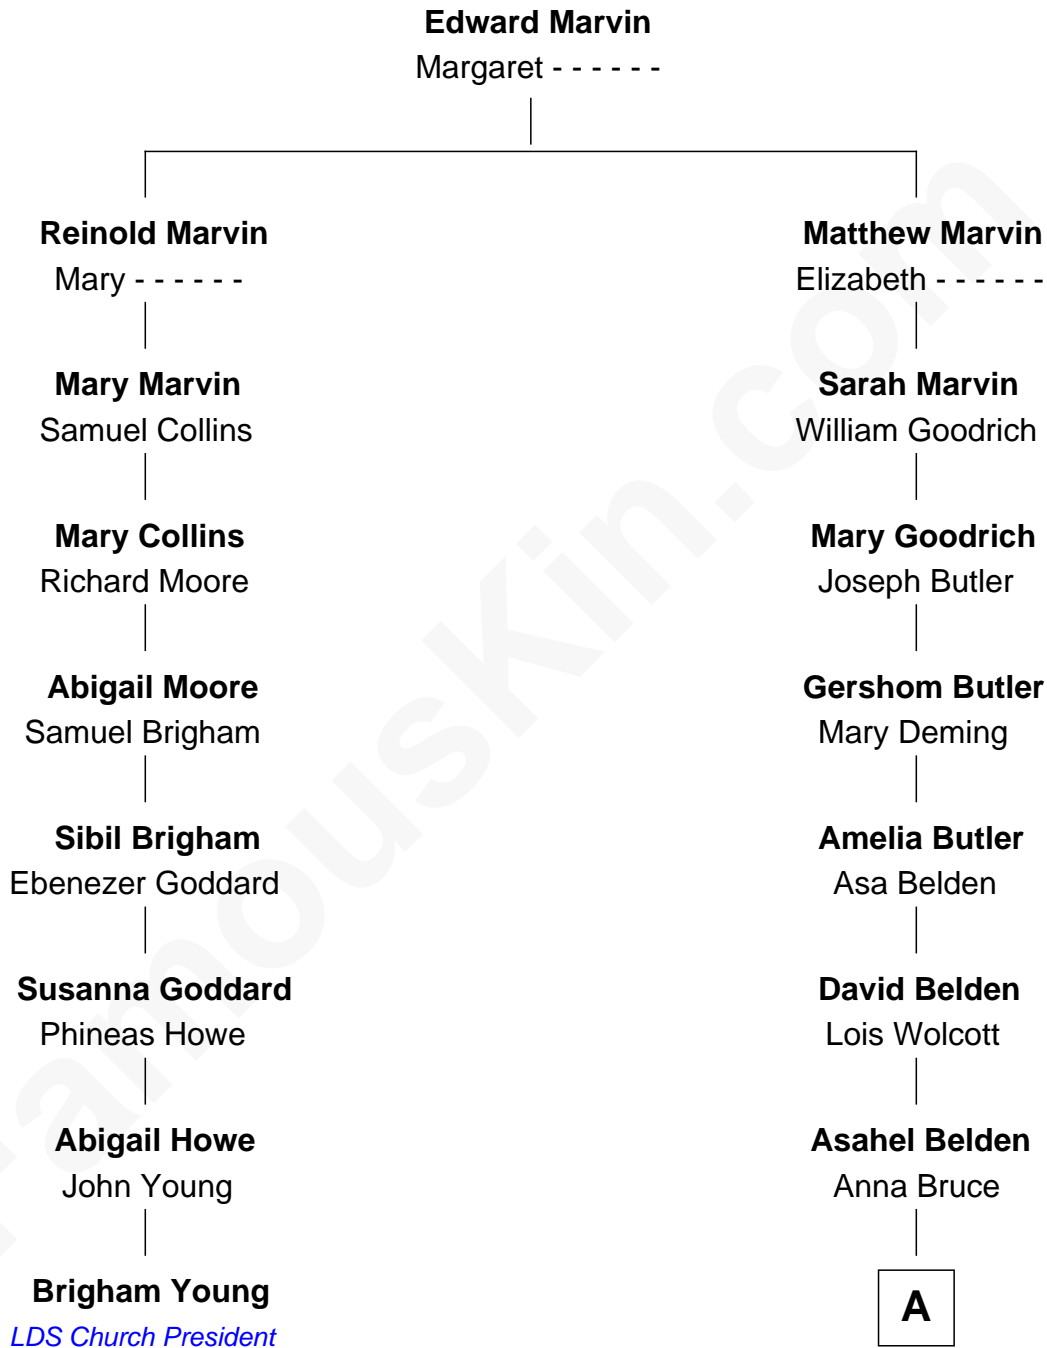 Edward Marvin
Margaret - - - - - -
Reinold Marvin
Mary - - - - - -
Matthew Marvin
Elizabeth - - - - - -
Mary Marvin
Samuel Collins
Sarah Marvin
William Goodrich
Mary Collins
Richard Moore
Mary Goodrich
Joseph Butler
Abigail Moore
Samuel Brigham
Gershom Butler
Mary Deming
Sibil Brigham
Ebenezer Goddard
Amelia Butler
Asa Belden
Susanna Goddard
Phineas Howe
David Belden
Lois Wolcott
Abigail Howe
John Young
Asahel Belden
Anna Bruce
Brigham Young
LDS Church President
A
FamousKin.com